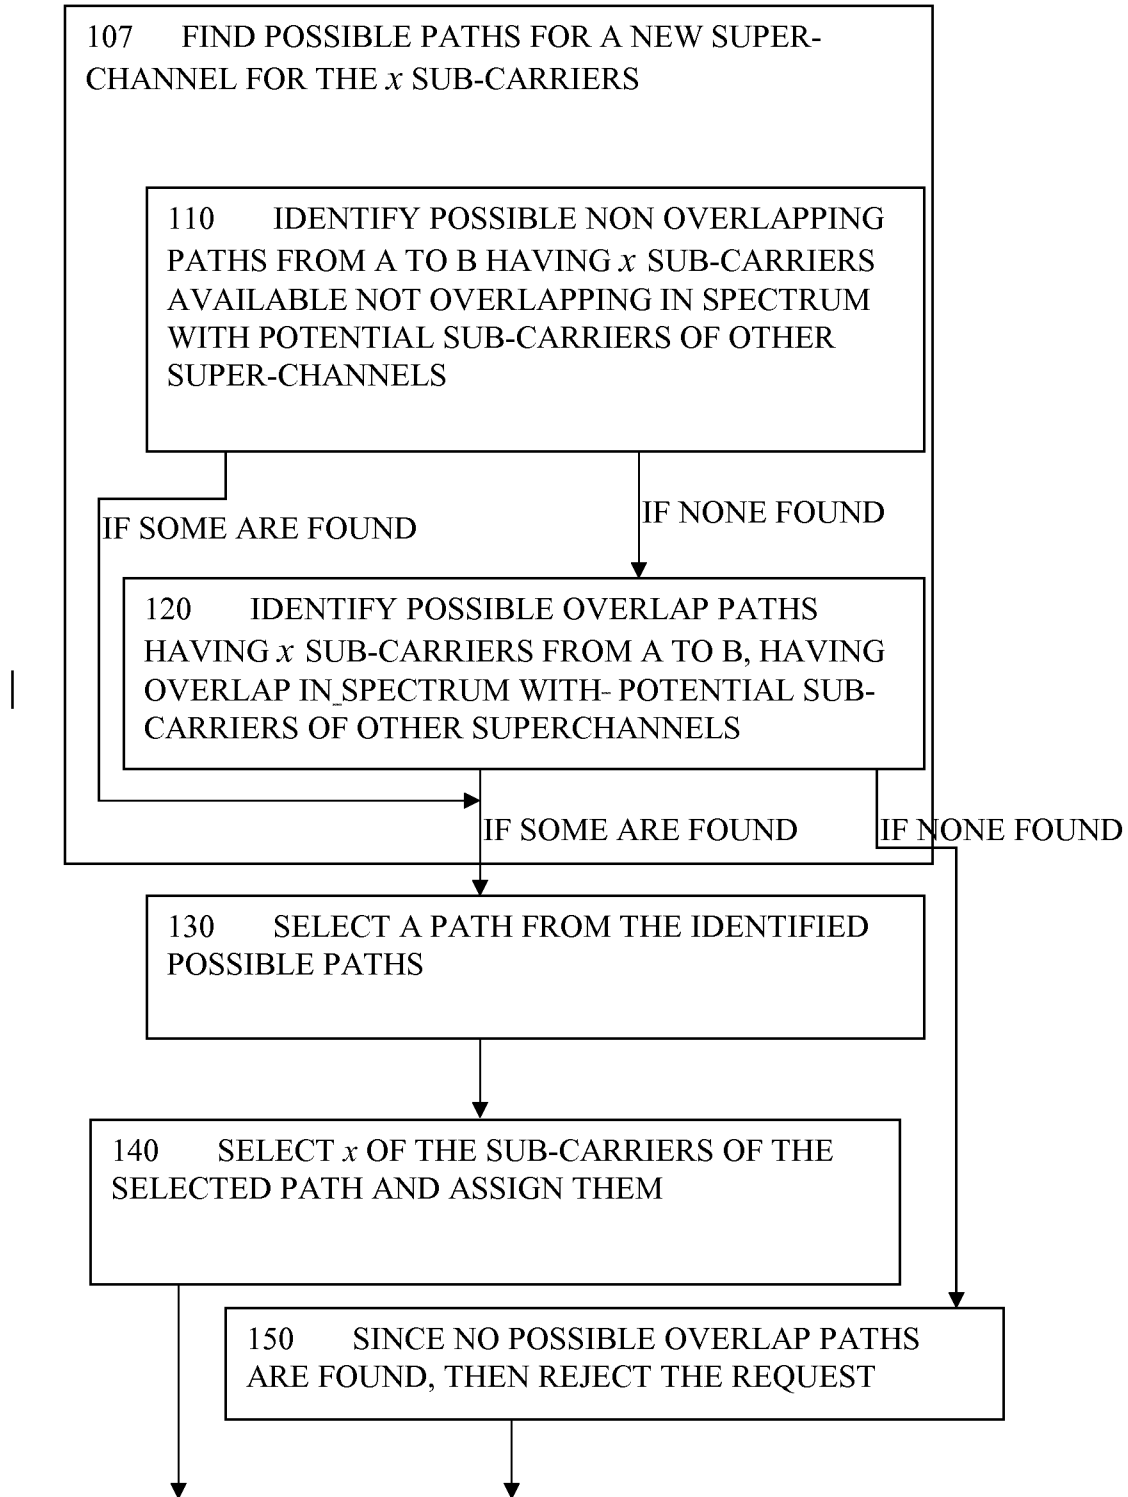 107 FIND POSSIBLE PATHS FOR A NEW SUPER-
CHANNEL FOR THE x SUB-CARRIERS
110 IDENTIFY POSSIBLE NON OVERLAPPING
PATHS FROM A TO B HAVING x SUB-CARRIERS
AVAILABLE NOT OVERLAPPING IN SPECTRUM
WITH POTENTIAL SUB-CARRIERS OF OTHER
SUPER-CHANNELS
IF SOME ARE FOUND
IF NONE FOUND
120 IDENTIFY POSSIBLE OVERLAP PATHS
HAVING x SUB-CARRIERS FROM A TO B, HAVING
OVERLAP IN SPECTRUM WITH- POTENTIAL SUB-
CARRIERS OF OTHER SUPERCHANNELS
IF SOME ARE FOUND
IF NONE FOUND
130 SELECT A PATH FROM THE IDENTIFIED
POSSIBLE PATHS
140 SELECT x OF THE SUB-CARRIERS OF THE
SELECTED PATH AND ASSIGN THEM
150 SINCE NO POSSIBLE OVERLAP PATHS
ARE FOUND, THEN REJECT THE REQUEST